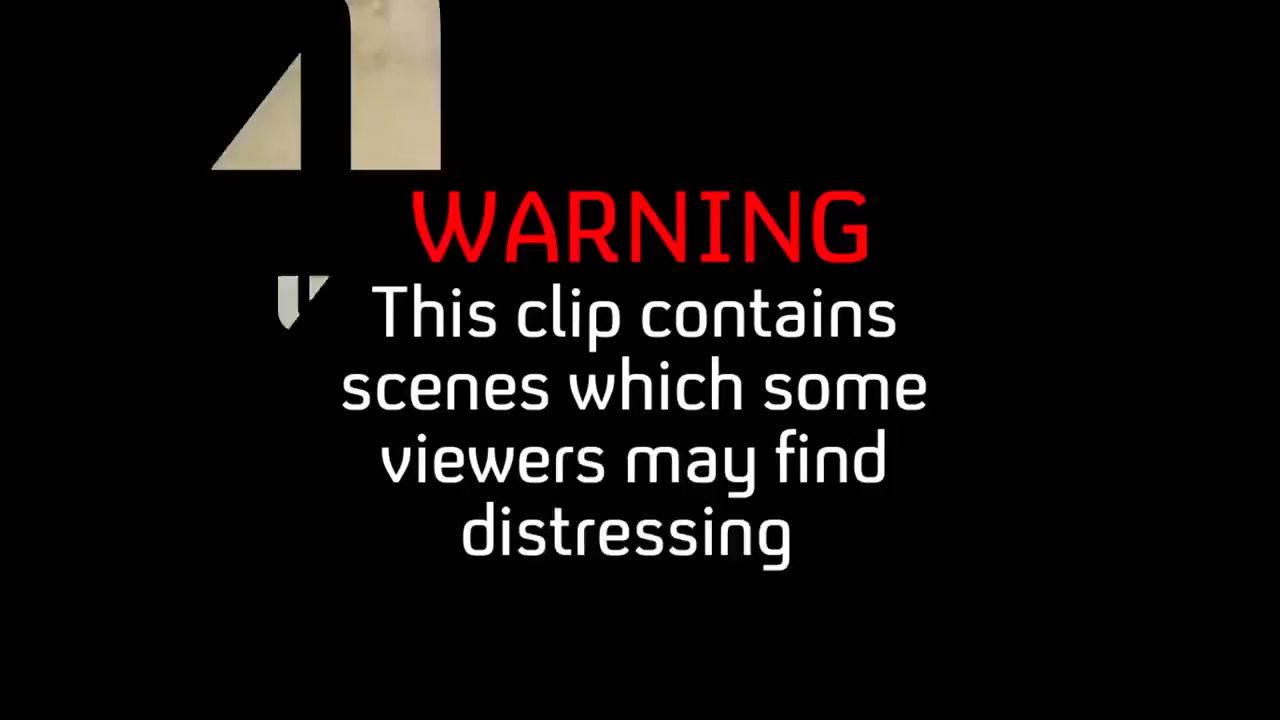 WARNING
This clip contains
scenes which some
viewers may find
distressing